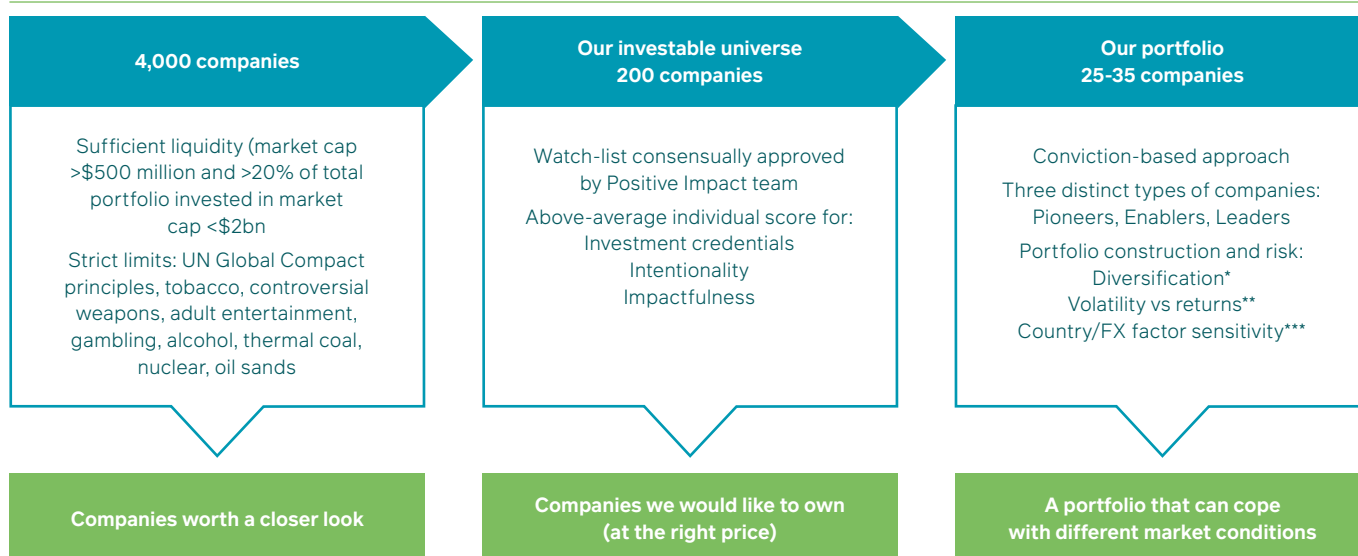 4,000 companies
Sufficient liquidity (market cap
>$500 million and >20% of total
portfolio invested in market
cap <$2bn
Strict limits: UN Global Compact
principles, tobacco, controversial
weapons, adult entertainment,
gambling, alcohol, thermal coal,
nuclear, oil sands
Companies worth a closer look
Our investable universe
200 companies
Watch-list consensually approved
by Positive Impact team
Above-average individual score for:
Investment credentials
Intentionality
Impactfulness
Companies we would like to own
(at the right price)
Our portfolio
25-35 companies
Conviction-based approach
Three distinct types of companies:
Pioneers, Enablers, Leaders
Portfolio construction and risk:
Diversification*
Volatility vs returns**
Country/FX factor sensitivity***
A portfolio that can cope
with different market conditions